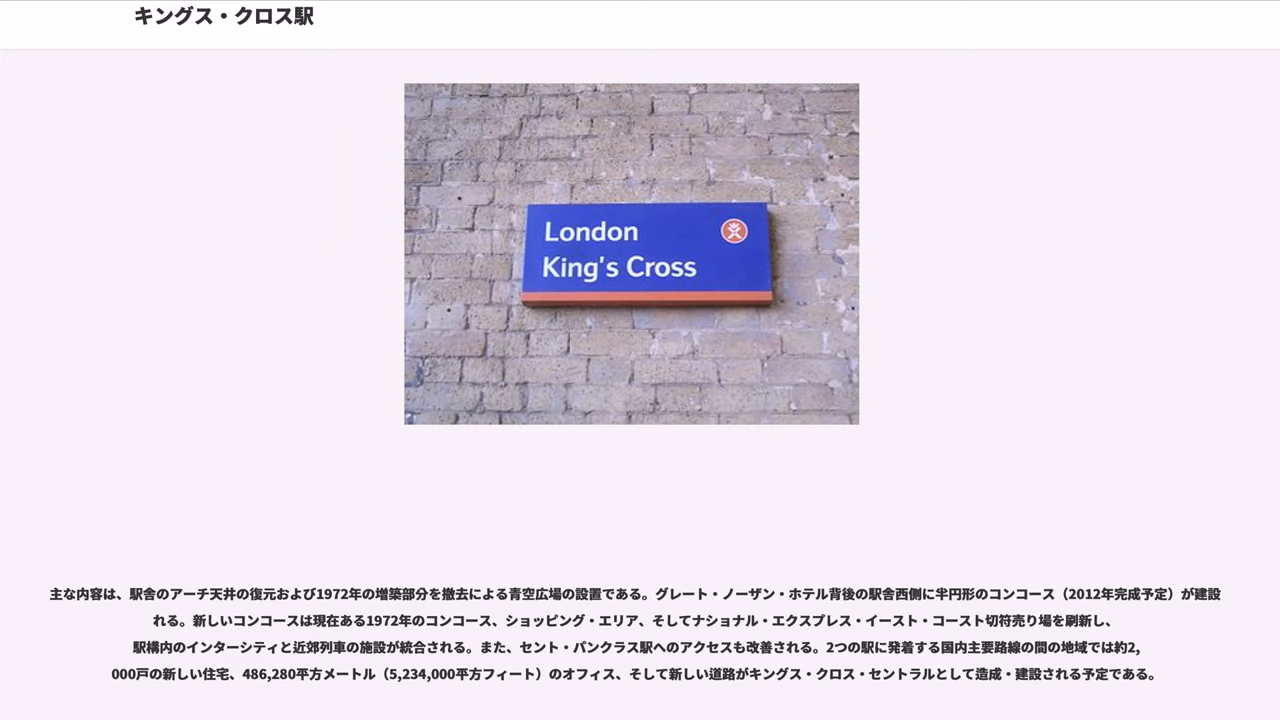 キングス・クロス駅
London
King's Cross
主な内容は、駅舎のアーチ天井の復元および1972年の増築部分を撤去による青空広場の設置である。グレート・ノーザン・ホテル背後の駅舎西側に半円形のコンコース（2012年完成予定）が建設
れる。新しいコンコースは現在ある1972年のコンコース、ショッピング・エリア、そしてナショナル・エクスプレス・イースト・コースト切符売り場を刷新し、
駅構内のインターシティと近郊列車の施設が統合される。また、セント・パンクラス駅へのアクセスも改善される。2つの駅に発着する国内主要路線の間の地域では約2,
000戸の新しい住宅、486,280平方メートル（5,234,000平方フィート）のオフィス、そして新しい道路がキングス・クロス・セントラルとして造成・建設される予定である。